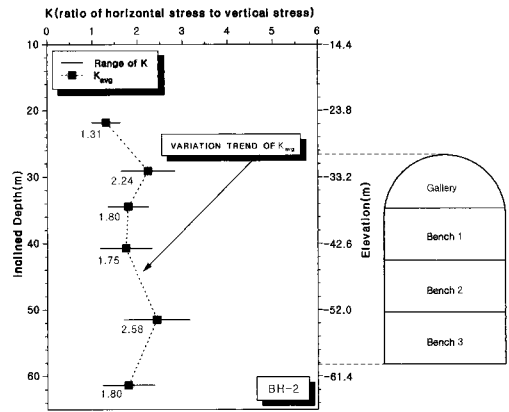 K(ratio of horizontal stress to vertical stress)
0 1 2 3 4 5 6
10 -14.4
Range of K
Kavg
20 -23.8
1.31
VARIATION TREND OF Kavg
30 -33.2
2.24
1.80
Gallery
Inclined Depth(m)
Elevation(m)
40 -42.6
1.75
Bench 1
50 -52.0
2.58
Bench 2
Bench 3
60 -61.4
1.80
BH-2